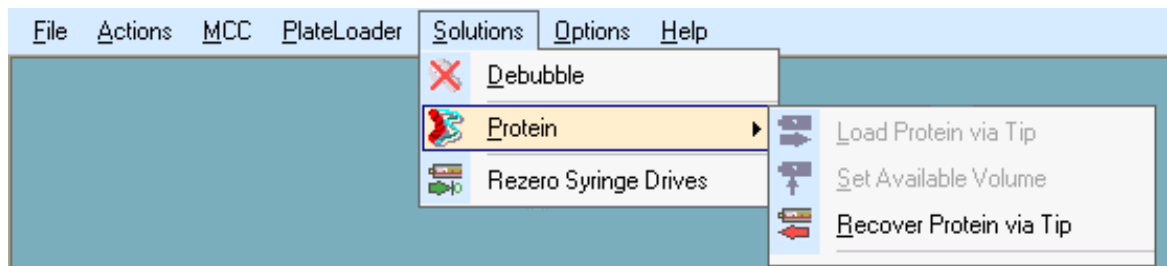 File Actions MCC PlateLoader Solutions Options Help
Debubble
Protein
Rezero Syringe Drives
Load Protein via Tip
Set Available Volume
Recover Protein via Tip